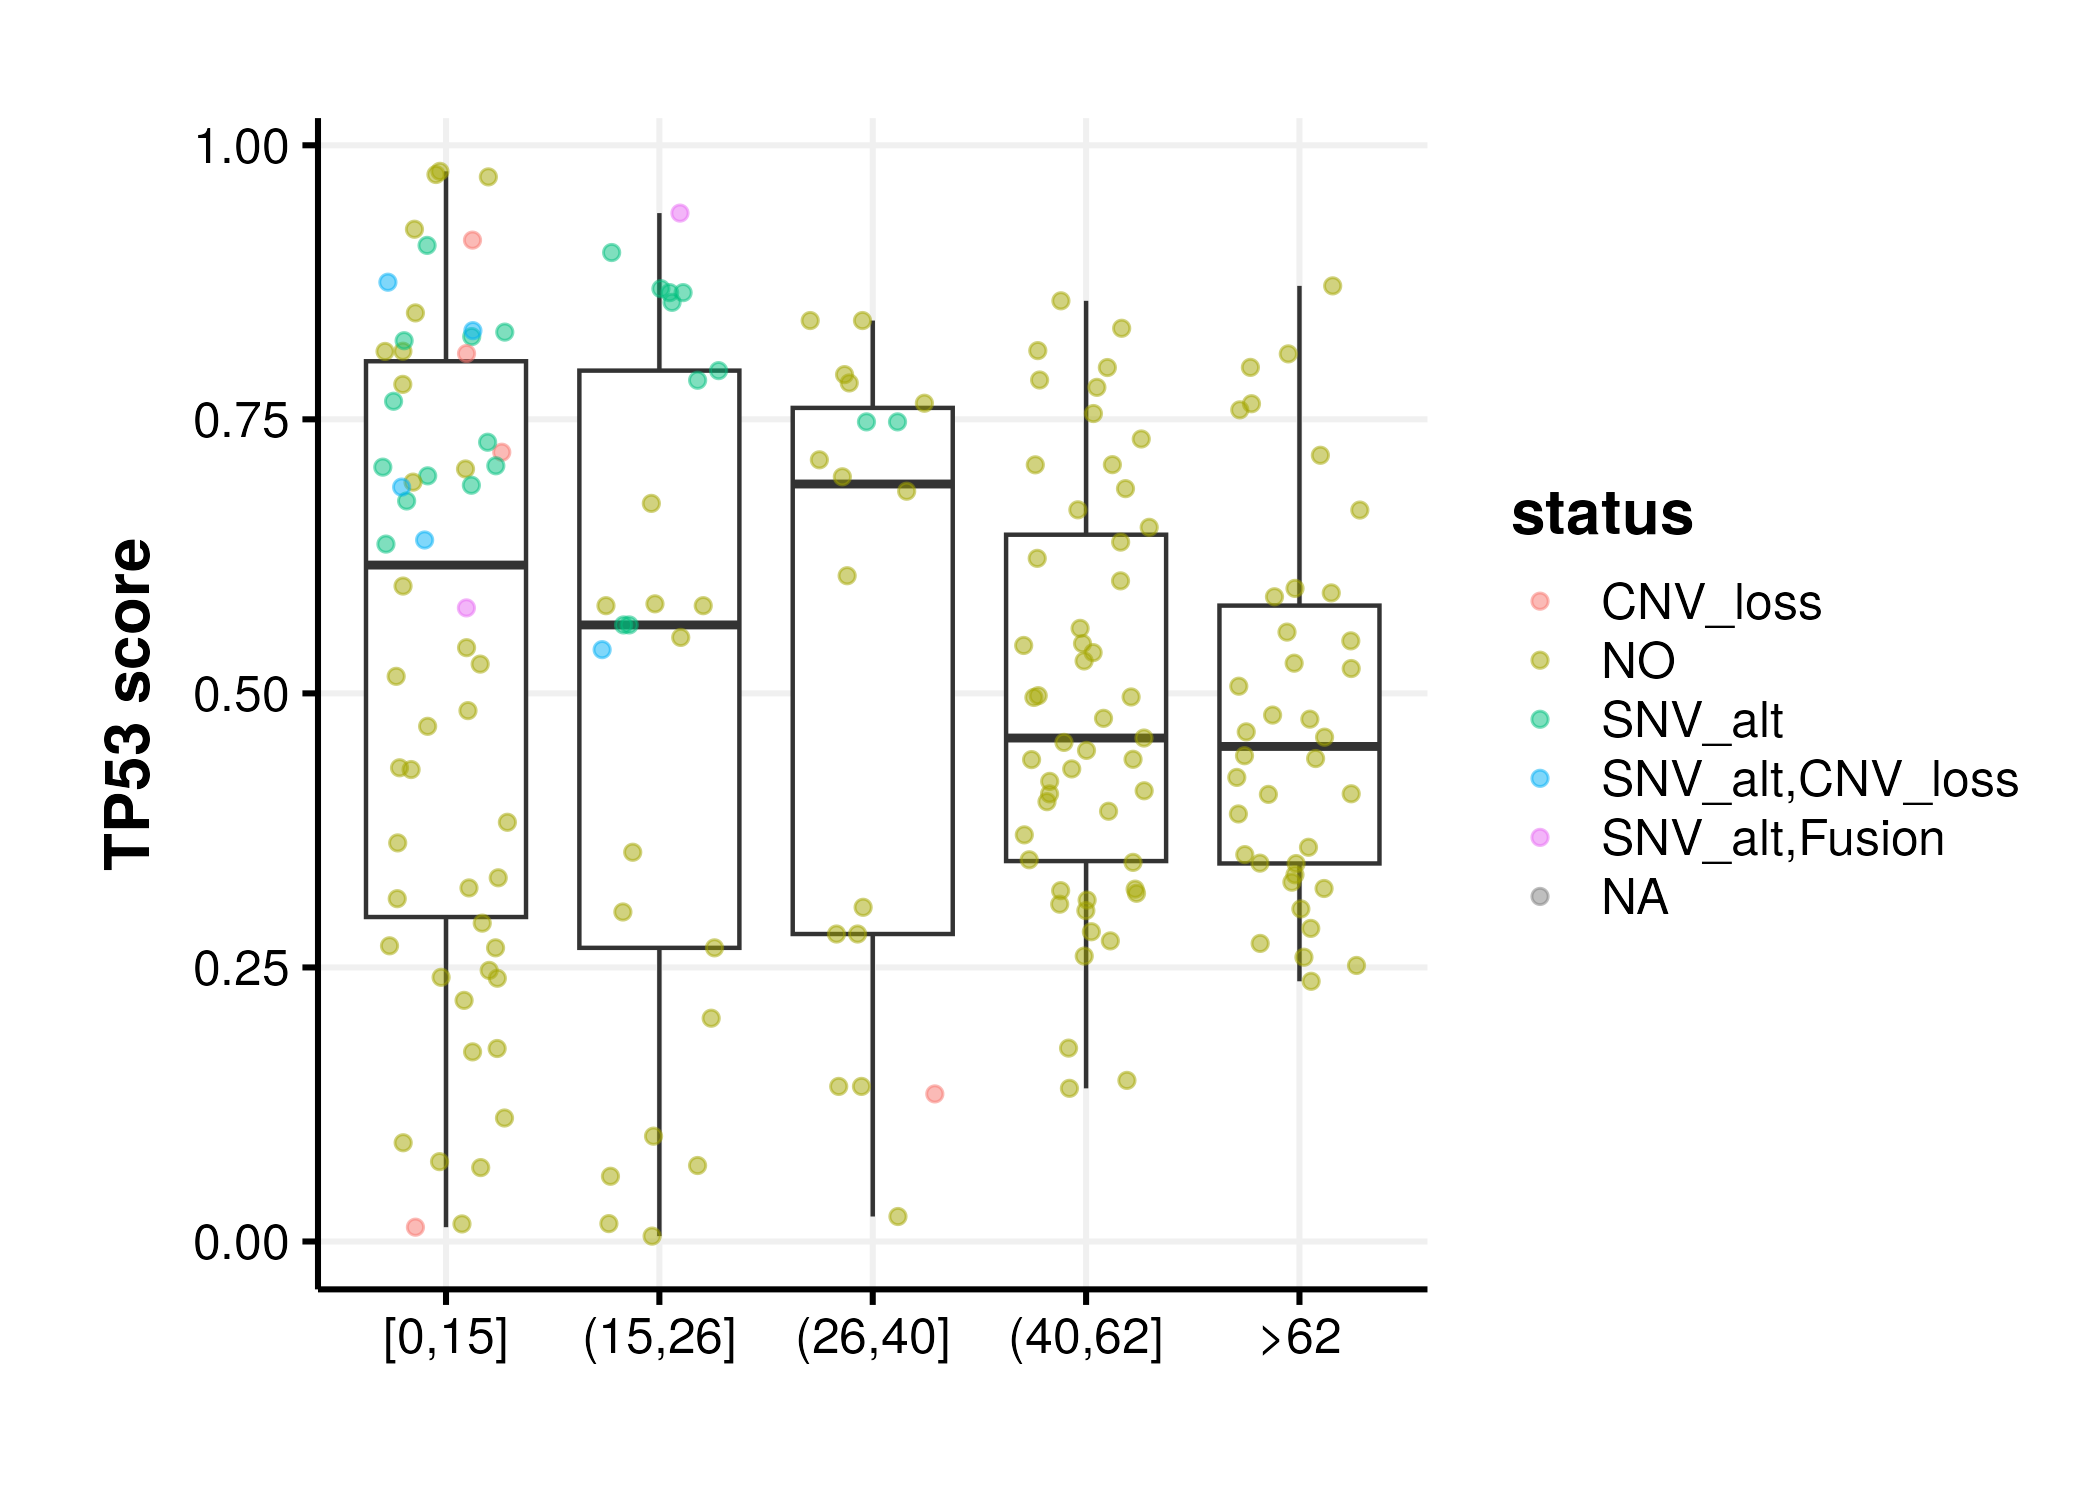 TP53 score
1.00
0.75
0.50
0.25
0.00
[0,15]
(15,26]
(26,40]
(40,62]
>62
status
CNV_loss
NO
SNV_alt
SNV_alt,CNV_loss
SNV_alt,Fusion
NA